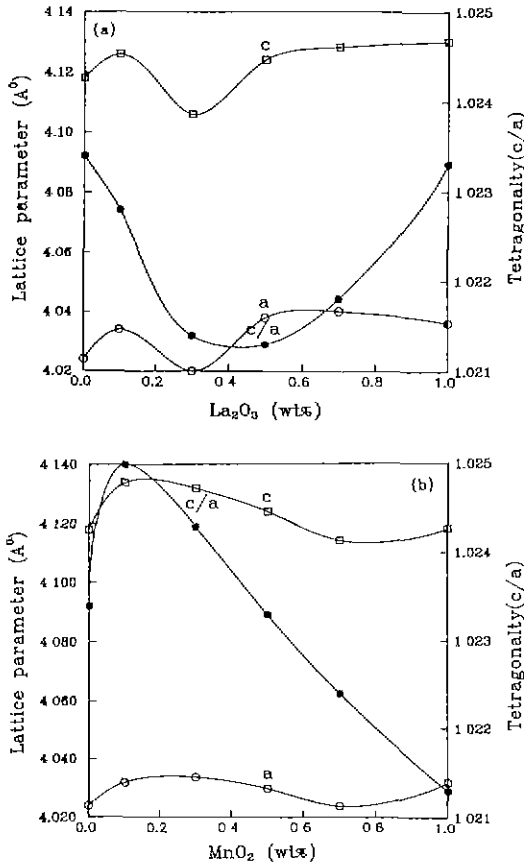 (a)
4.14
4.12
4.10
4.08
4.06
4.04
4.02
Lattice parameter (A⁰)
1.025
1.024
1.023
1.022
1.021
Tetragonalty(c/a)
c
a
c/a
0.0 0.2 0.4 0.6 0.8 1.0
La₂O₃ (wt%)
(b)
4.140
4 120
4 100
4 080
4 060
4 040
4.020
Lattice parameter (A⁰)
1.025
1.024
1 023
1.022
1.021
Tetragonalty(c/a)
c/a
c
a
0.0 0.2 0.4 0.6 0.8 1.0
MnO₂ (wt%)